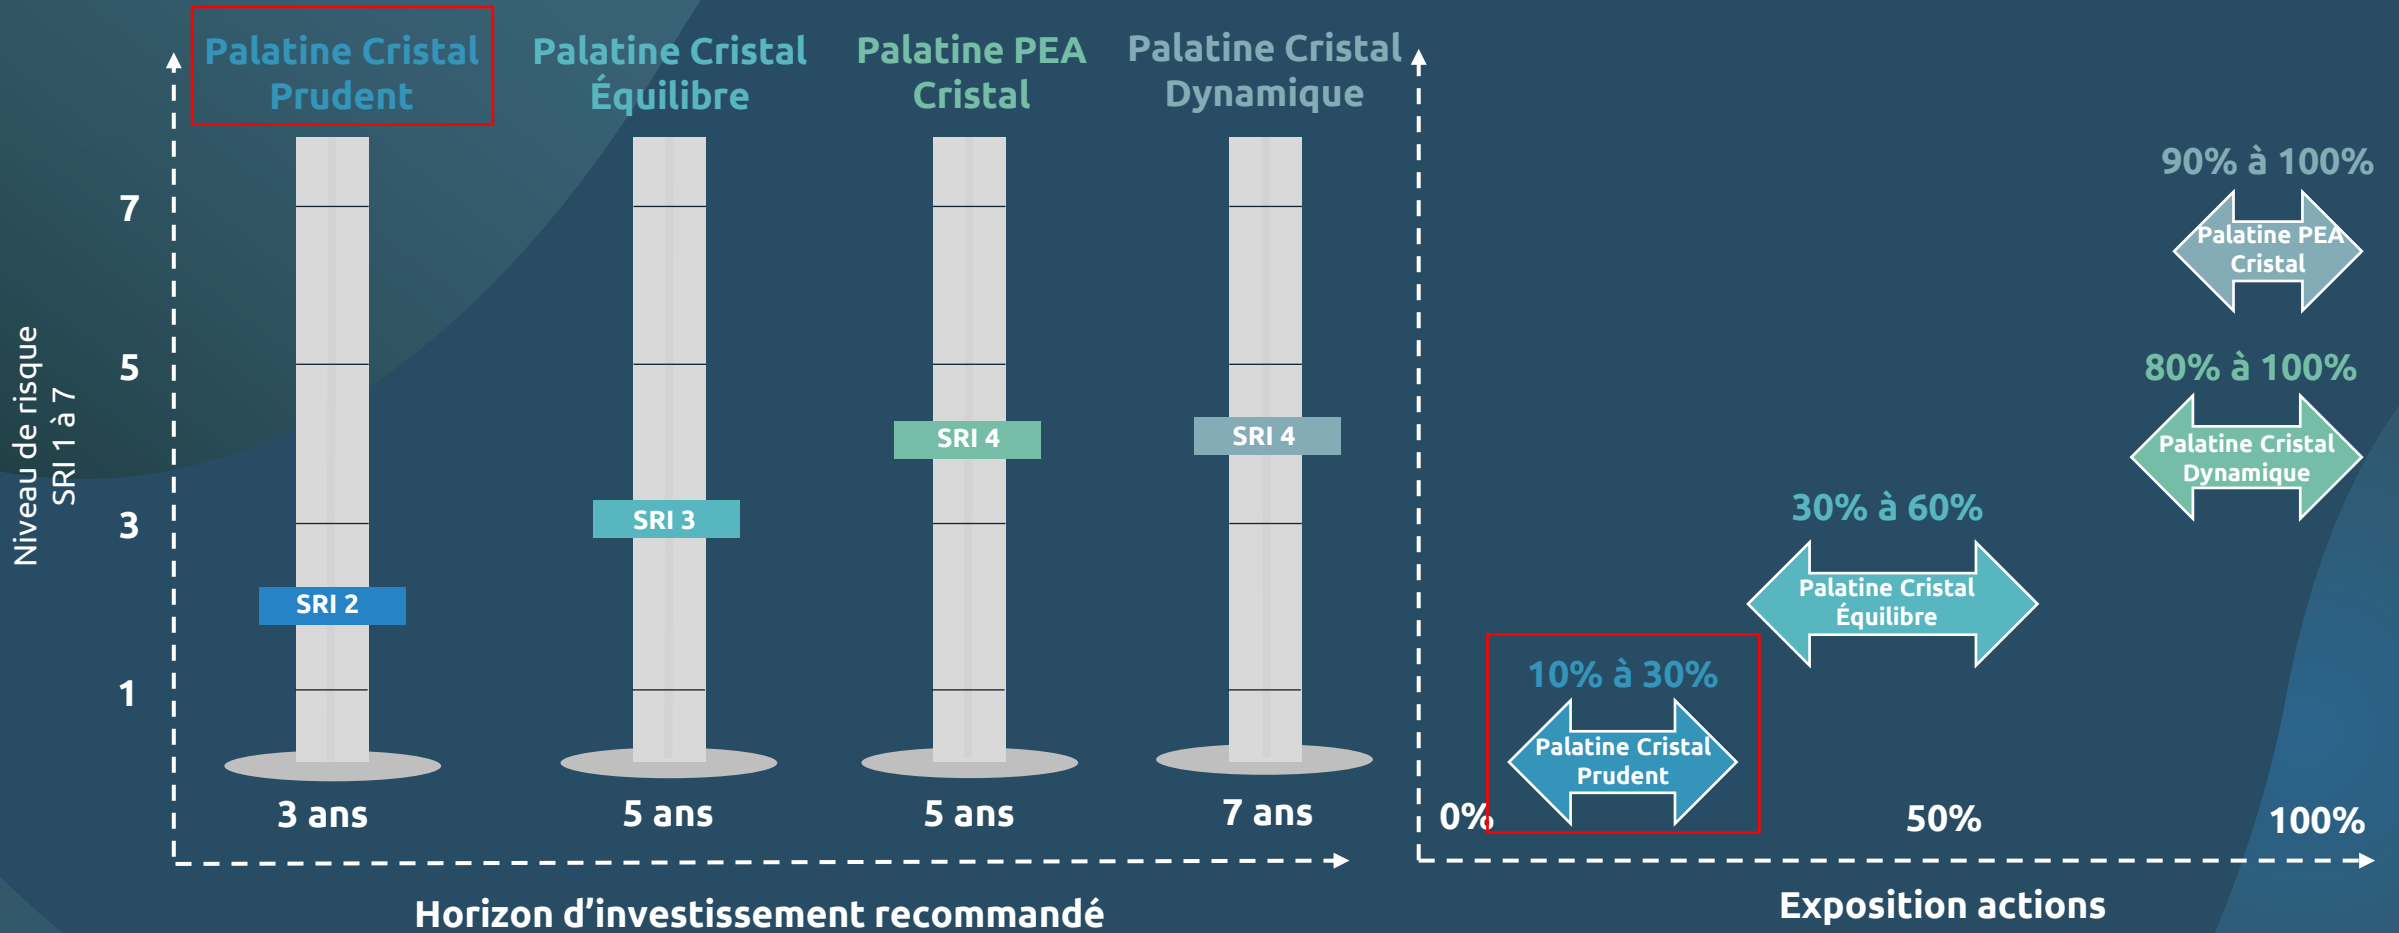 Palatine Cristal
Prudent
Palatine Cristal
Équilibre
Palatine PEA
Cristal
Palatine Cristal
Dynamique
Niveau de risque
SRI 1 à 7
7
5
3
1
SRI 2
SRI 3
SRI 4
SRI 4
3 ans
5 ans
5 ans
7 ans
Horizon d’investissement recommandé
90% à 100%
Palatine PEA
Cristal
80% à 100%
Palatine Cristal
Dynamique
30% à 60%
Palatine Cristal
Équilibre
10% à 30%
Palatine Cristal
Prudent
0%
50%
100%
Exposition actions